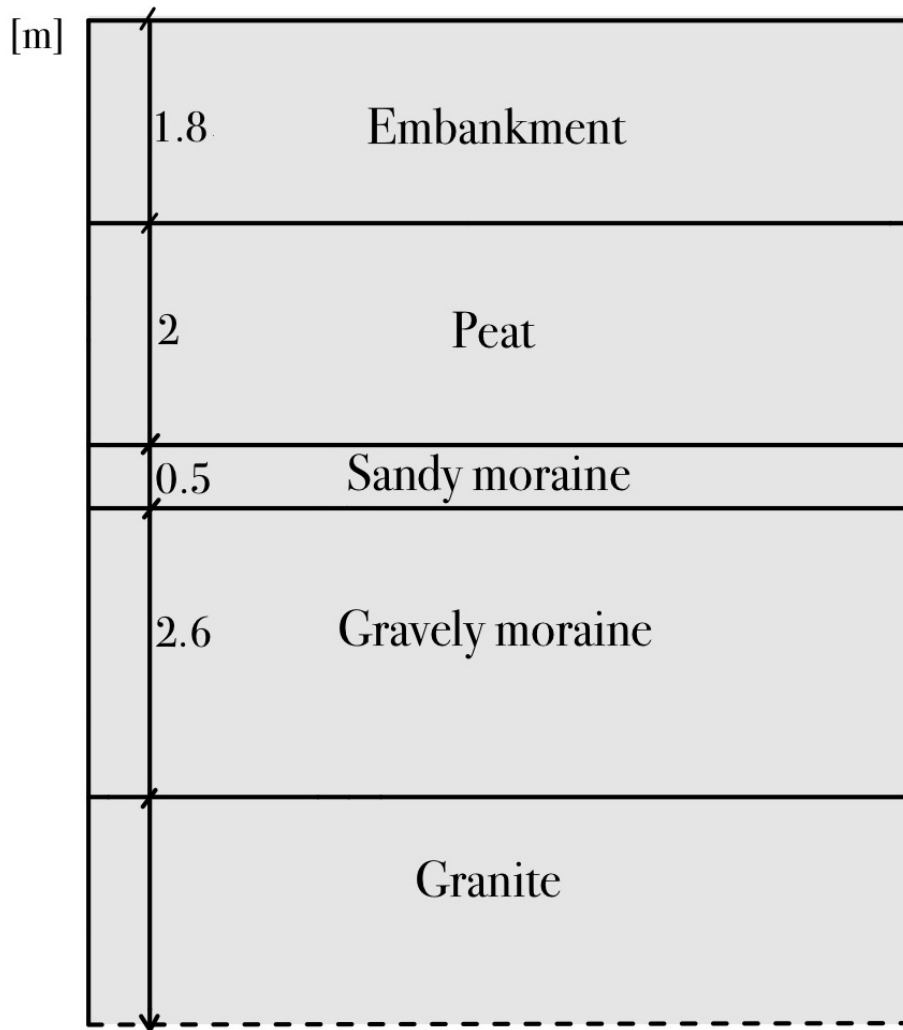 [m]
1.8
Embankment
2
Peat
0.5
Sandy moraine
2.6
Gravely moraine
Granite